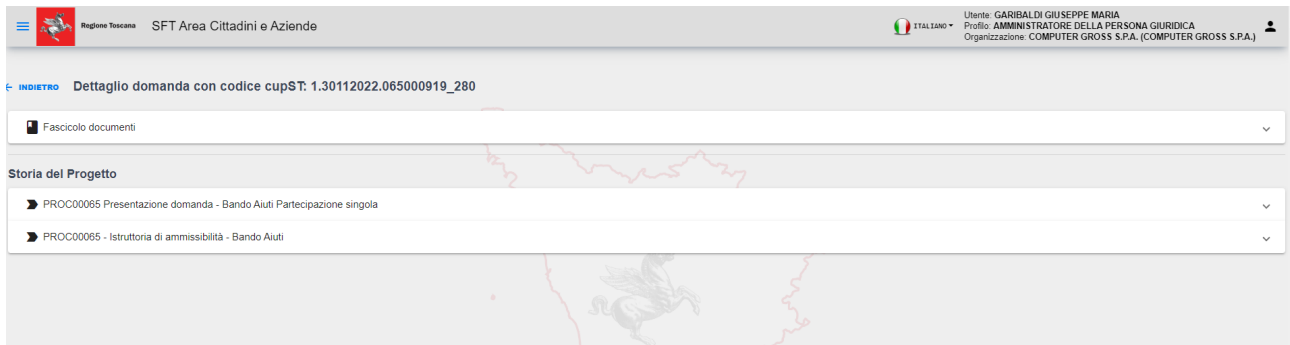 Regione Toscana
SFT Area Cittadini e Aziende
ITALIANO
Utente: GARIBALDI GIUSEPPE MARIA
Profilo: AMMINISTRATORE DELLA PERSONA GIURIDICA
Organizzazione: COMPUTER GROSS S.P.A. (COMPUTER GROSS S.P.A.)
INDIETRO
Dettaglio domanda con codice cupST: 1.30112022.065000919_280
Fascicolo documenti
Storia del Progetto
PROC00065 Presentazione domanda - Bando Aiuti Partecipazione singola
PROC00065 - Istruttoria di ammissibilità - Bando Aiuti